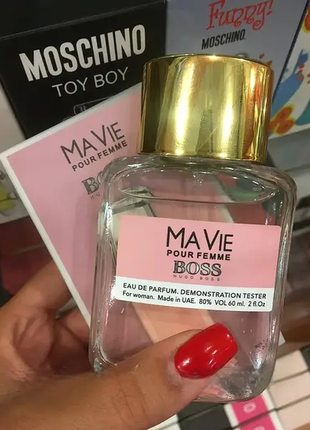 MOSCHINO
TOY BOY
Funny!
MOSCHINO.
MA VIE
POUR FEMME
BOSS
MA VIE
POUR FEMME
BOSS
HUGO BOSS
EAU DE PARFUM. DEMONSTRATION TESTER
For woman. Made in UAE. 80% VOL 60 ml. 2 fl.Oz